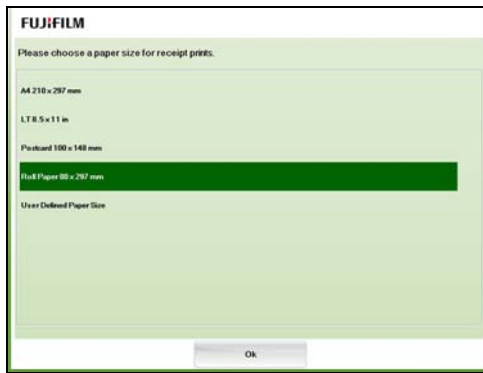 FUJIFILM
Please choose a paper size for receipt prints.
A4 210 x 297 mm
LT 8.5 x 11 in
Postcard 100 x 148 mm
Roll Paper 80 x 297 mm
User Defined Paper Size
Ok